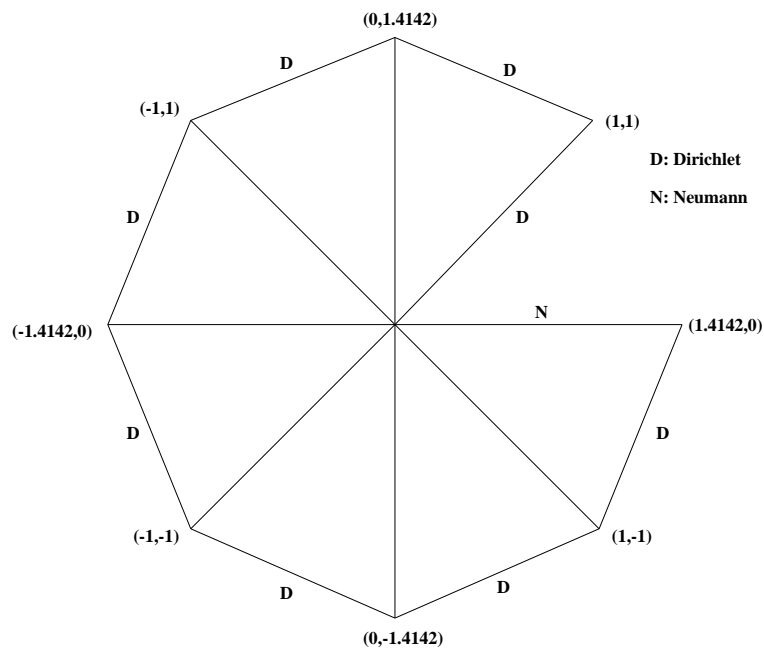 (0,1.4142)
D
D
(-1,1)
(1,1)
D: Dirichlet
N: Neumann
D
D
N
(-1.4142,0)
(1.4142,0)
D
D
(-1,-1)
(1,-1)
D
D
(0,-1.4142)